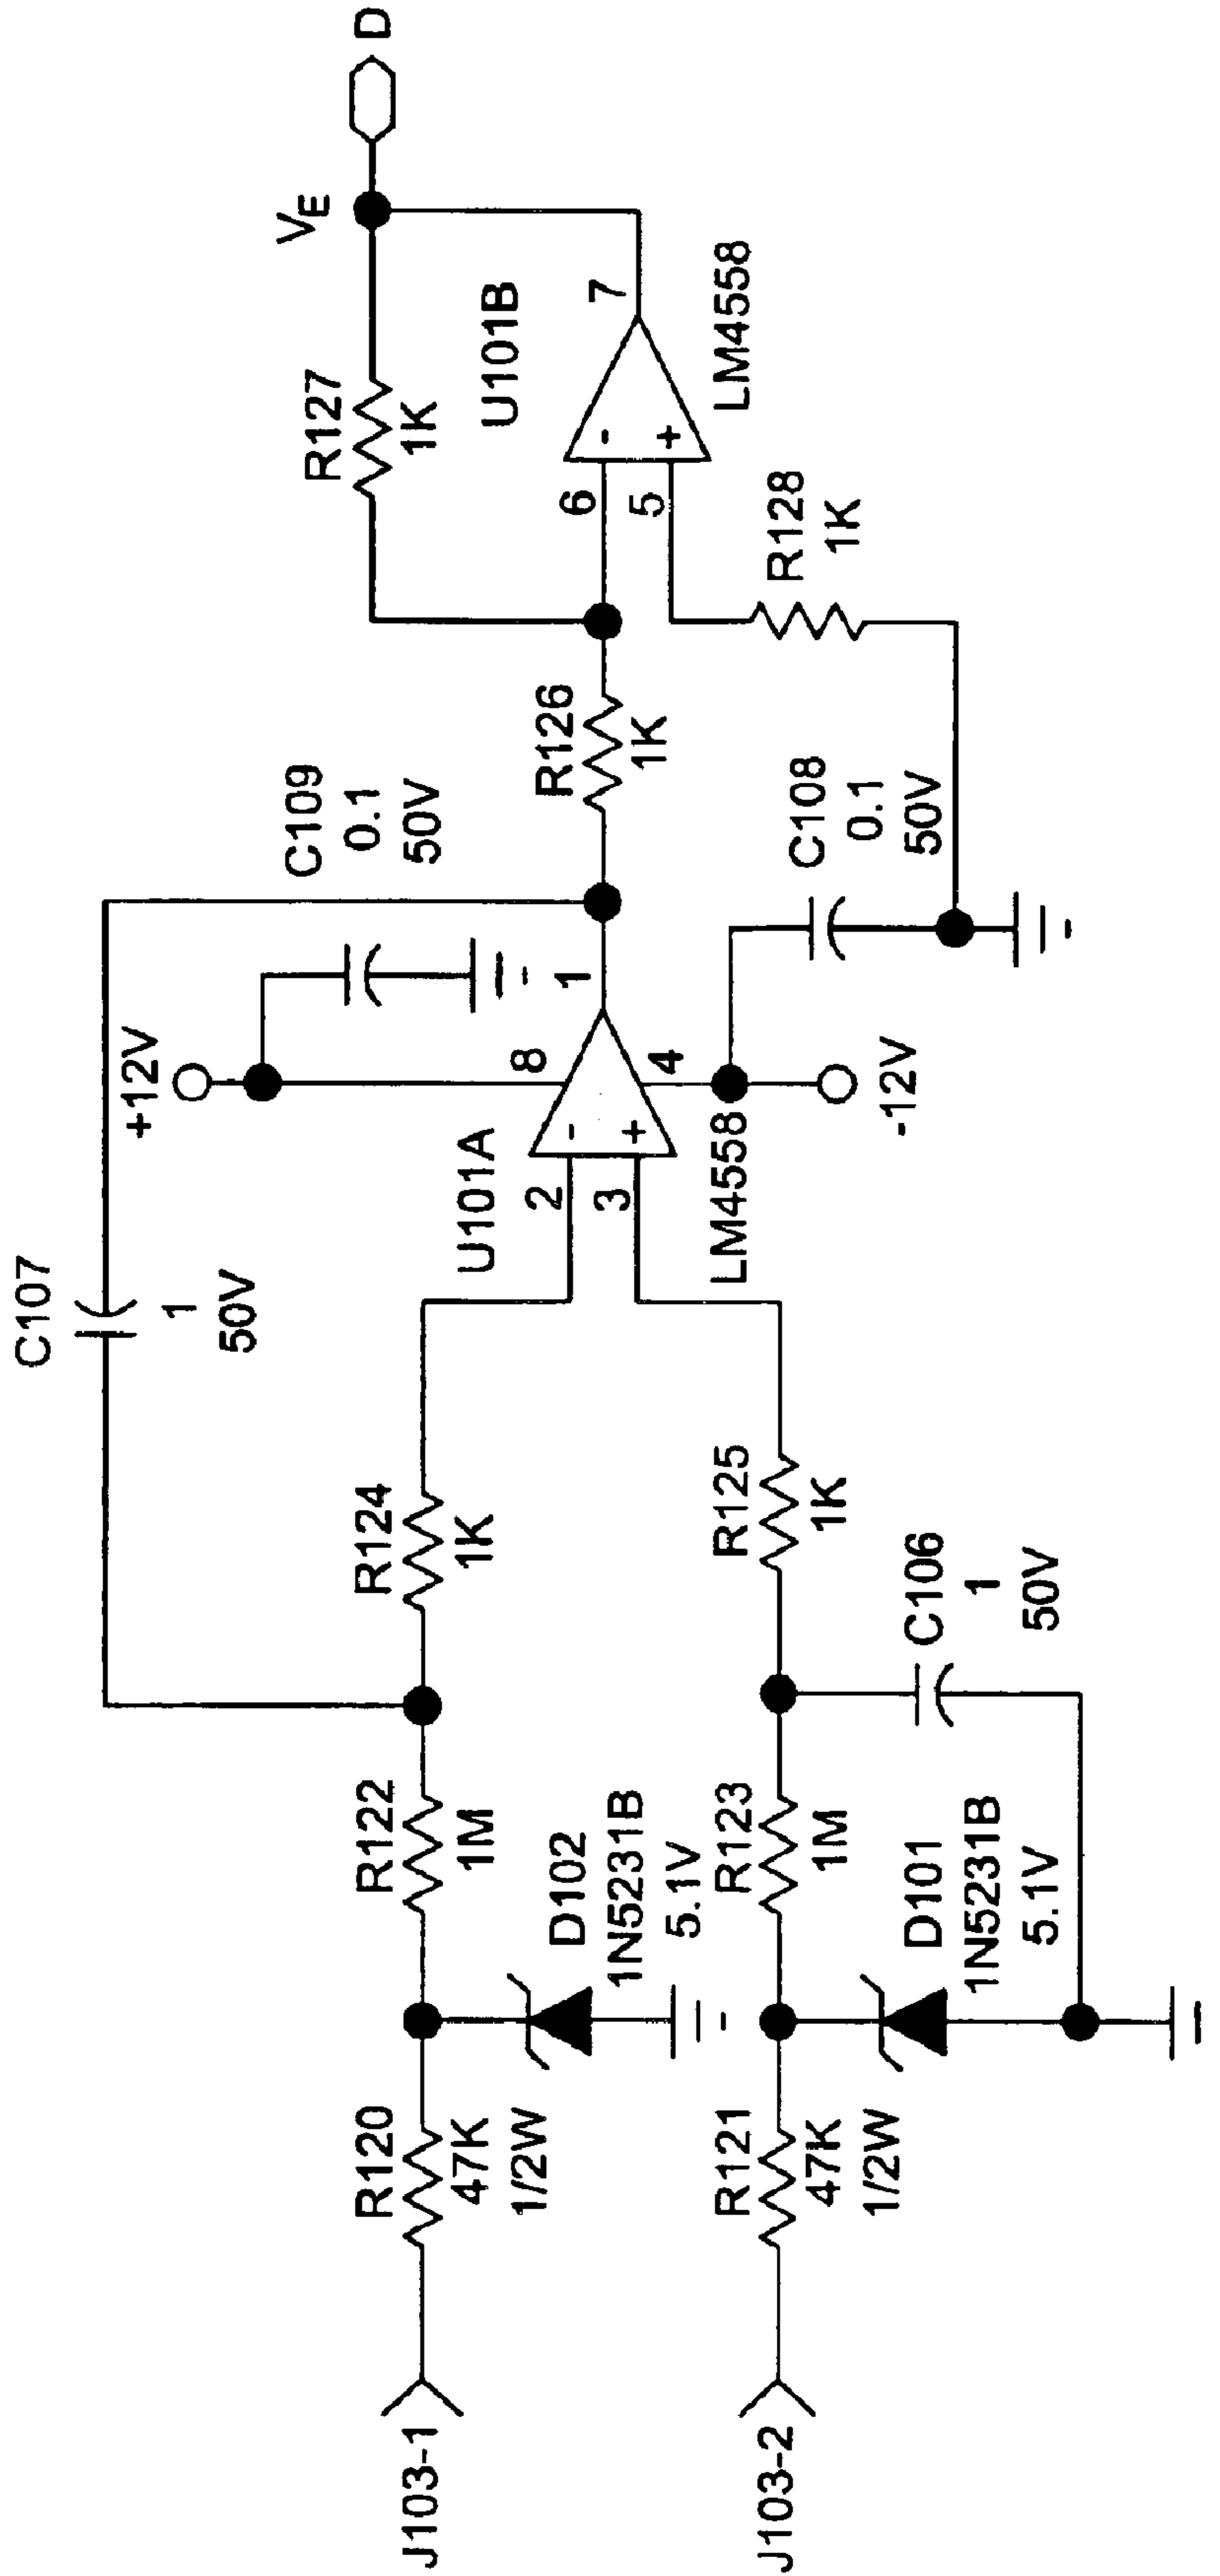 J103-1
R120
47K
1/2W
D102
1N5231B
5.1V
R122
1M
C107
1
50V
R124
1K
J103-2
R121
47K
1/2W
D101
1N5231B
5.1V
R123
1M
C106
1
50V
R125
1K
U101A
2
3
-
+
8
4
1
LM4558
+12V
-12V
C109
0.1
50V
C108
0.1
50V
R126
1K
R127
1K
R128
1K
U101B
6
5
-
+
7
LM4558
VE
D